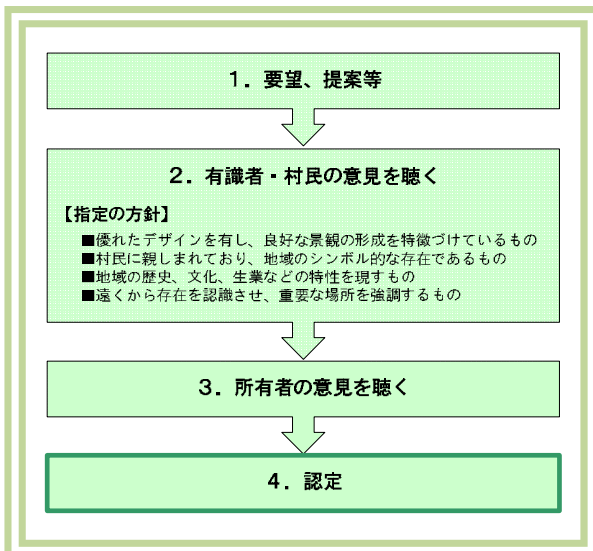 1．要望、提案等
2．有識者・村民の意見を聴く
【指定の方針】
■優れたデザインを有し、良好な景観の形成を特徴づけているもの
■村民に親しまれており、地域のシンボル的な存在であるもの
■地域の歴史、文化、生業などの特性を現すもの
■遠くから存在を認識させ、重要な場所を強調するもの
3．所有者の意見を聴く
4．認定